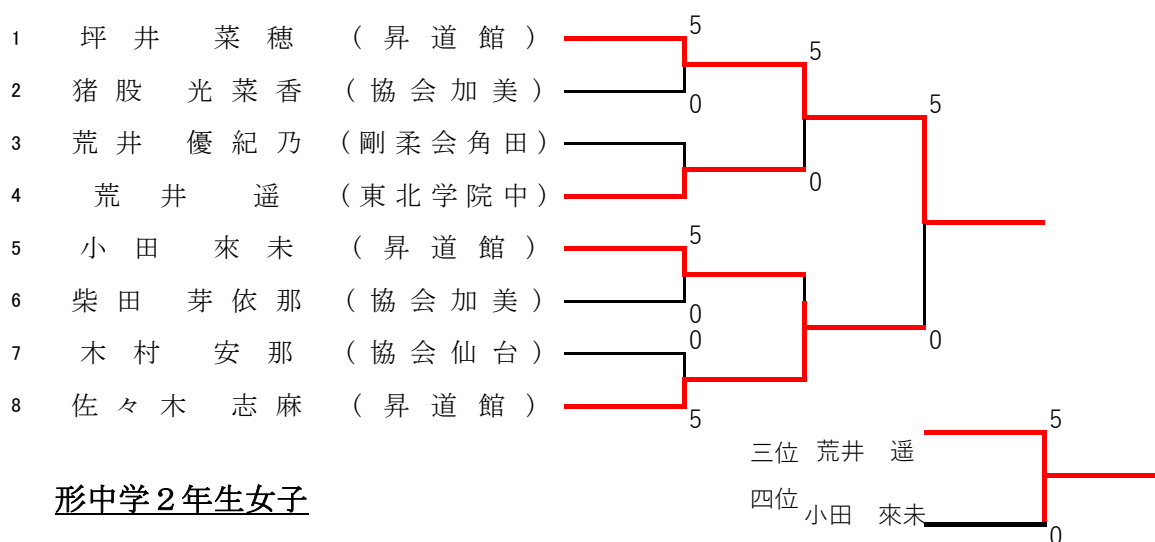 5
1 坪井 菜穂 (昇道館)
5
2 猪股 光菜香 (協会加美)
0
5
3 荒井 優紀乃 (剛柔会角田)
0
4 荒井 遥 (東北学院中)
5 小田 來未 (昇道館)
5
6 柴田 芽依那 (協会加美)
0
0
0
7 木村 安那 (協会仙台)
8 佐々木 志麻 (昇道館)
5
5
三位 荒井 遥
形中学２年生女子
四位 小田 來未
0